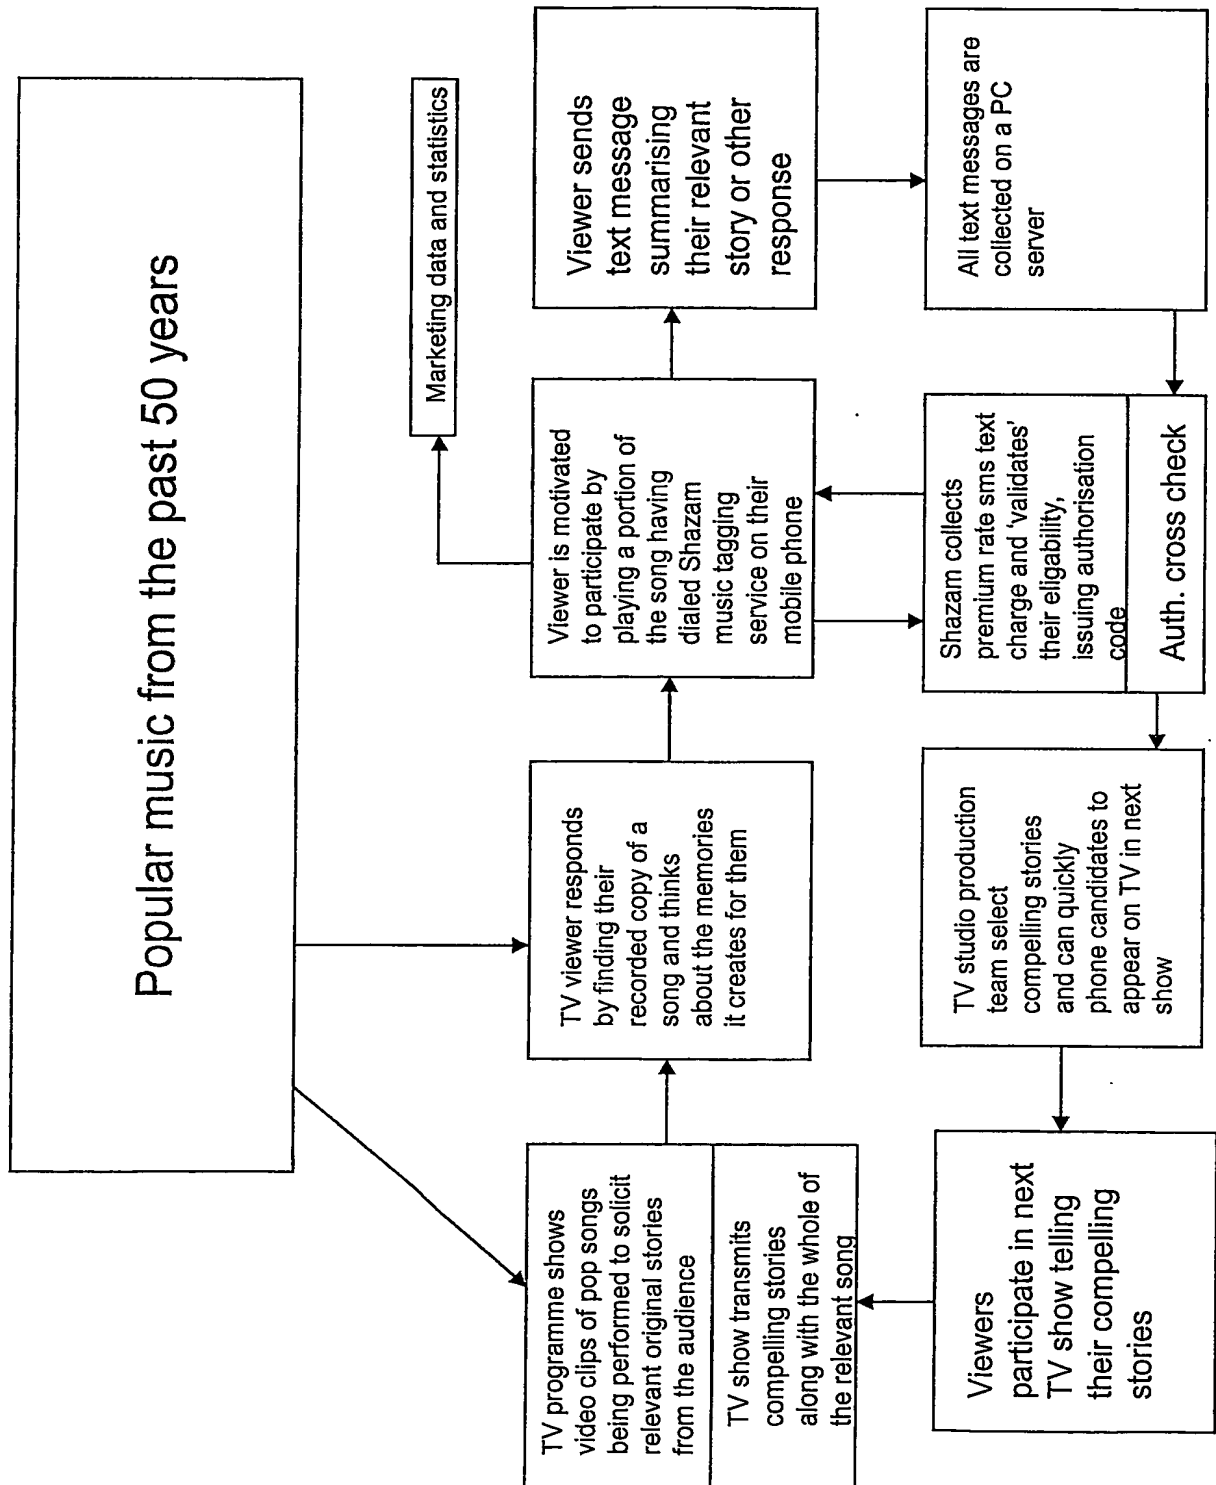 Popular music from the past 50 years
Marketing data and statistics
TV programme shows
video clips of pop songs
being performed to solicit
relevant original stories
from the audience
TV show transmits
compelling stories
along with the whole of
the relevant song
TV viewer responds
by finding their
recorded copy of a
song and thinks
about the memories
it creates for them
Viewer is motivated
to participate by
playing a portion of
the song having
dialed Shazam
music tagging
service on their
mobile phone
Viewer sends
text message
summarising
their relevant
story or other
response
Viewers
participate in next
TV show telling
their compelling
stories
TV studio production
team select
compelling stories
and can quickly
phone candidates to
appear on TV in next
show
Shazam collects
premium rate sms text
charge and 'validates'
their eligability,
issuing authorisation
code
Auth. cross check
All text messages are
collected on a PC
server